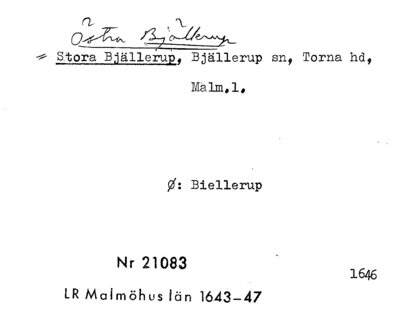 Östra Bjällerup
= Stora Bjällerup, Bjällerup sn, Torna hd,
Malm.l.
Ø: Biellerup
Nr 21083
1646
LR Malmöhus län 1643–47